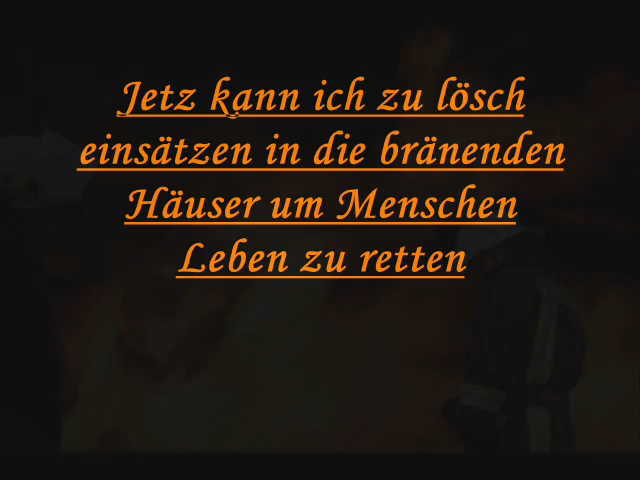 Jetz kann ich zu lösch
einsätzen in die bränenden
Häuser um Menschen
Leben zu retten